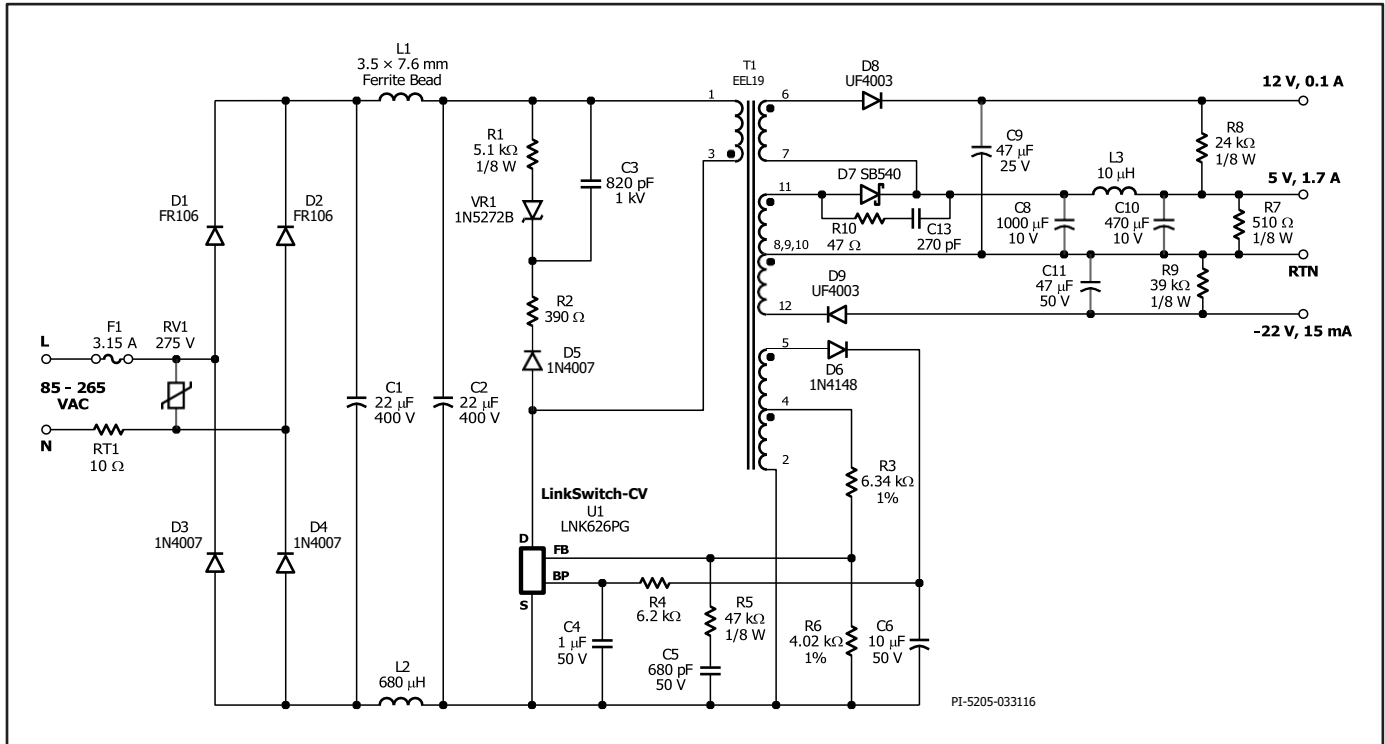 L1
3.5 × 7.6 mm
Ferrite Bead
T1
EEL19
D8
UF4003
12 V, 0.1 A
1
6
R1
5.1 kΩ
1/8 W
C3
820 pF
1 kV
3
7
C9
47 μF
25 V
R8
24 kΩ
1/8 W
L3
10 μH
D7 SB540
11
5 V, 1.7 A
D1
FR106
D2
FR106
VR1
1N5272B
R10
47 Ω
C13
270 pF
C8
1000 μF
10 V
C10
470 μF
10 V
R7
510 Ω
1/8 W
8,9,10
RTN
R2
390 Ω
D9
UF4003
C11
47 μF
50 V
R9
39 kΩ
1/8 W
12
-22 V, 15 mA
F1
3.15 A
RV1
275 V
L
D5
1N4007
5
D6
1N4148
85 - 265
VAC
C1
22 μF
400 V
C2
22 μF
400 V
4
N
RT1
10 Ω
2
R3
6.34 kΩ
1%
LinkSwitch-CV
U1
LNK626PG
D3
1N4007
D4
1N4007
D
FB
BP
S
R4
6.2 kΩ
R5
47 kΩ
1/8 W
C4
1 μF
50 V
C5
680 pF
50 V
R6
4.02 kΩ
1%
C6
10 μF
50 V
L2
680 μH
PI-5205-033116